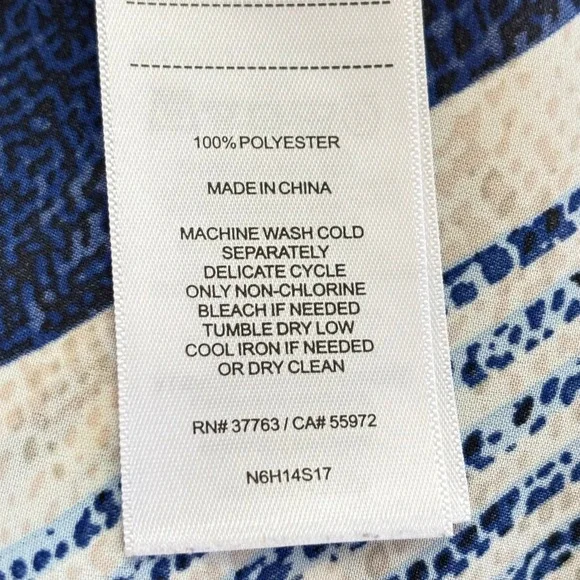 100% POLYESTER
MADE IN CHINA
MACHINE WASH COLD
SEPARATELY
DELICATE CYCLE
ONLY NON-CHLORINE
BLEACH IF NEEDED
TUMBLE DRY LOW
COOL IRON IF NEEDED
OR DRY CLEAN
RN# 37763 / CA# 55972
N6H14S17